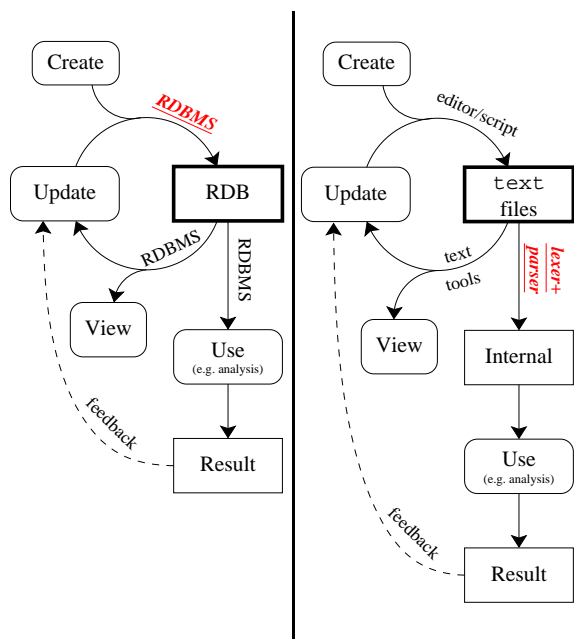 Create
RDBMS
Update
RDB
RDBMS
RDBMS
View
Use
(e.g. analysis)
feedback
Result
Create
editor/script
Update
text
files
text
tools
lexer+
parser
View
Internal
Use
(e.g. analysis)
feedback
Result